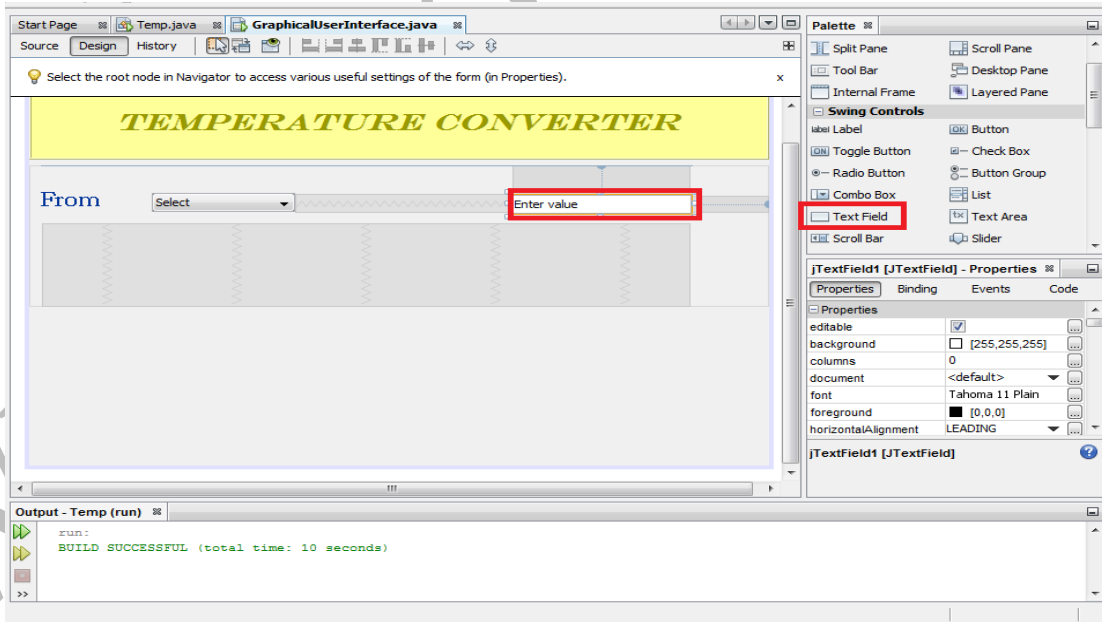 Start Page Temp.java GraphicalUserInterface.java
Source Design History
Select the root node in Navigator to access various useful settings of the form (in Properties). x
TEMPERATURE CONVERTER
From Select Enter value
Palette
Split Pane Scroll Pane
Tool Bar Desktop Pane
Internal Frame Layered Pane
Swing Controls
label Label OK Button
ON Toggle Button Check Box
Radio Button Button Group
Combo Box List
Text Field tx Text Area
Scroll Bar Slider
jTextField1 [JTextField] - Properties
Properties Binding Events Code
Properties
editable ...
background [255,255,255] ...
columns 0 ...
document <default> ...
font Tahoma 11 Plain ...
foreground [0,0,0] ...
horizontalAlignment LEADING ...
jTextField1 [JTextField] ?
Output - Temp (run)
run:
BUILD SUCCESSFUL (total time: 10 seconds)
>>